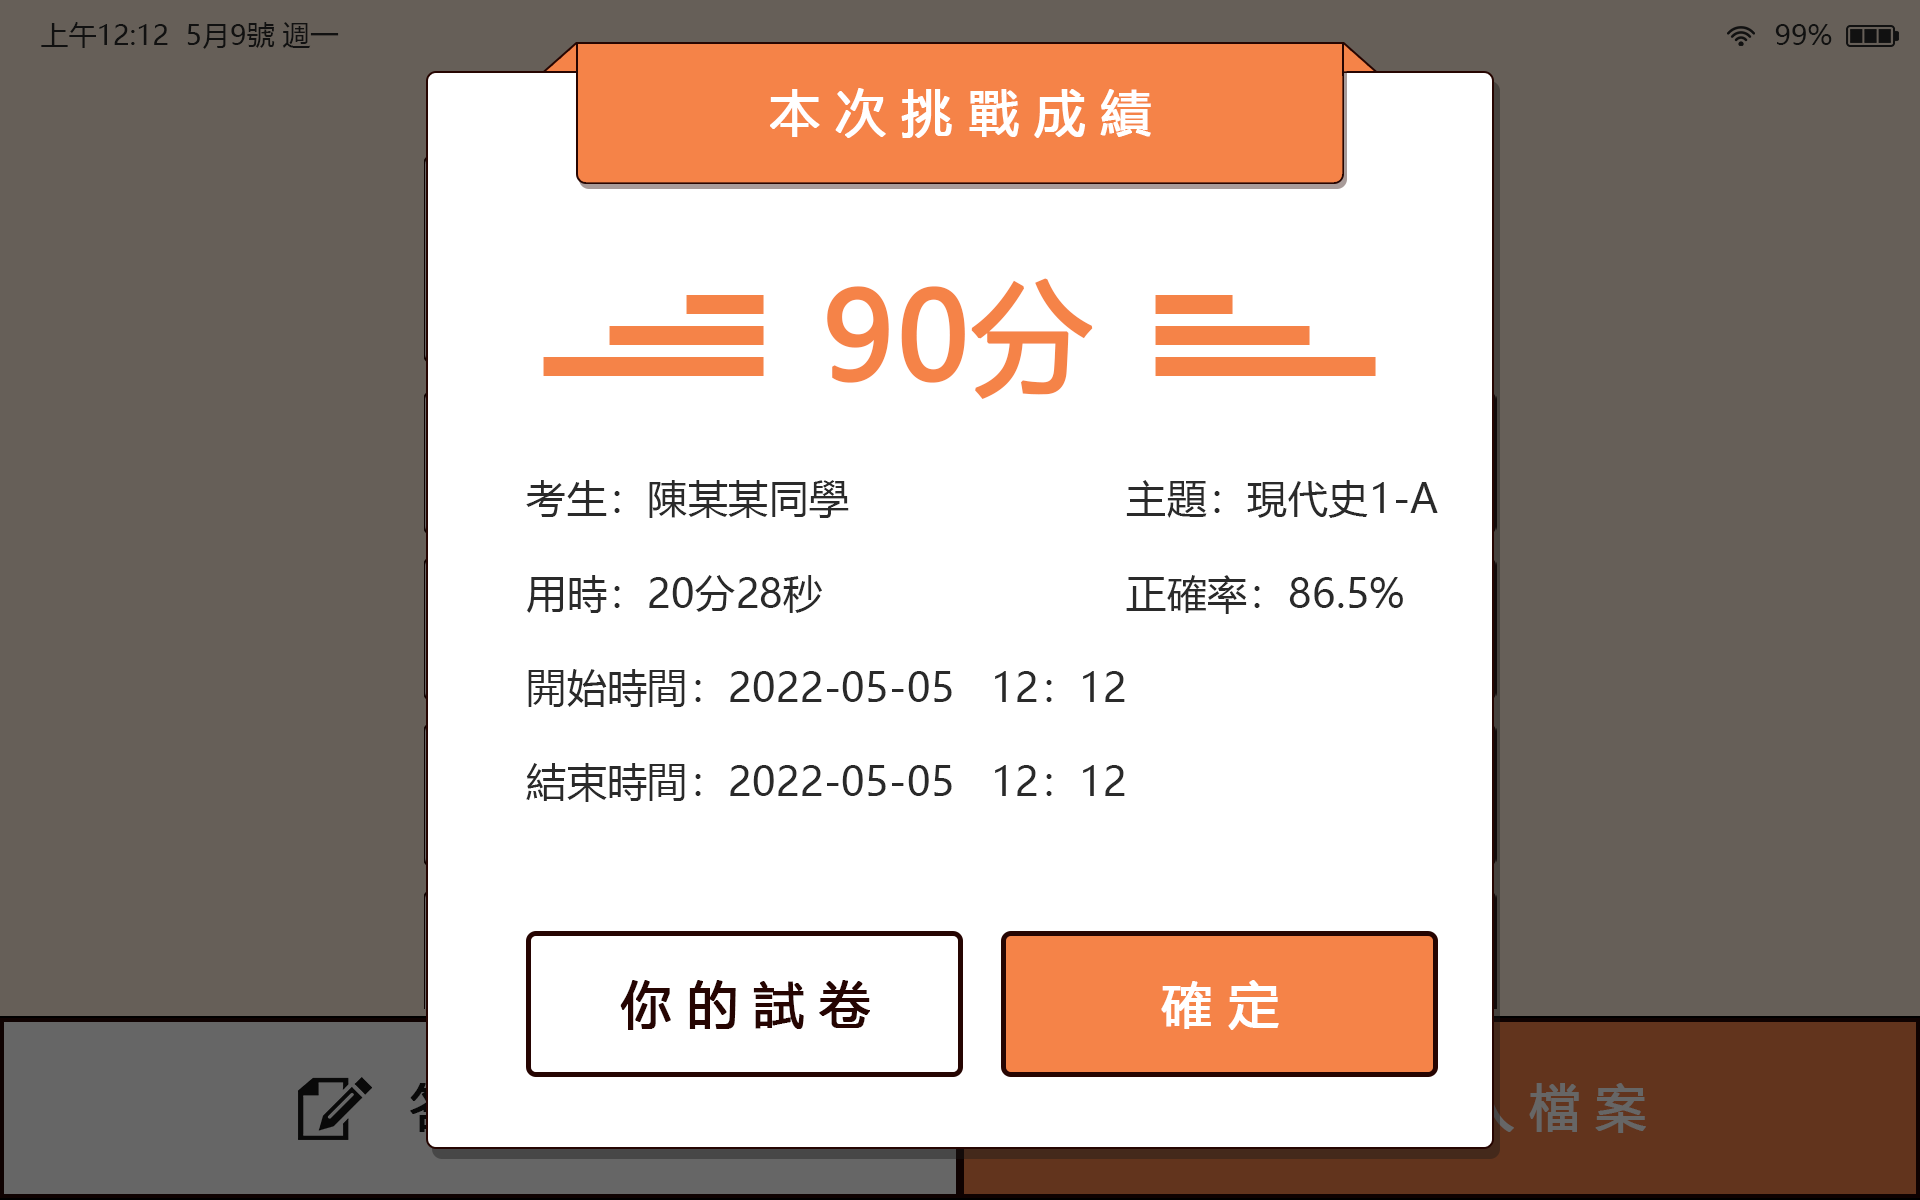 上午12:12 5月9號 週一
99%
本次挑戰成績
90分
考生：陳某某同學
主題：現代史1-A
用時：20分28秒
正確率：86.5%
開始時間：2022-05-05 12：12
結束時間：2022-05-05 12：12
你的試卷
確定
檔案